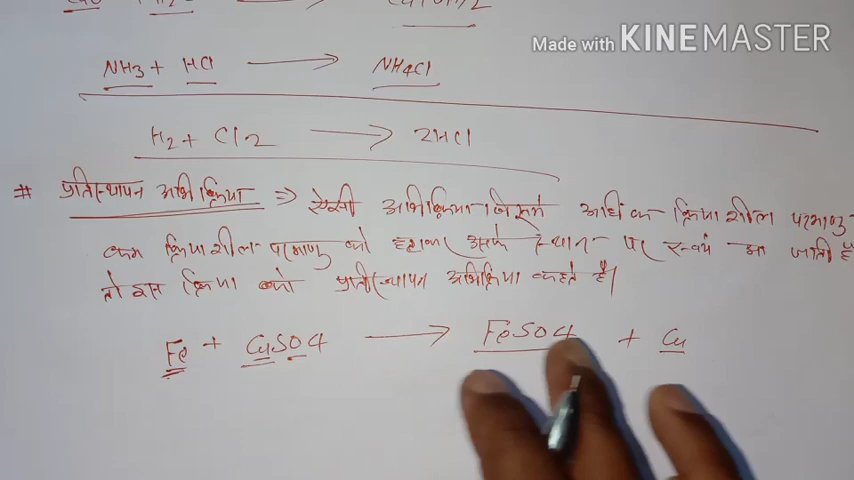 Made with KINEMASTER
NH3 + HCl ⟶ NH4Cl
H2 + Cl2 ⟶ 2HCl
# प्रतिस्थापन अभिक्रिया ⇒ ऐसी अभिक्रिया जिसमे अधिक क्रियाशील परमाणु
कम क्रियाशील परमाणु को हटाकर उसके स्थान पर स्वयं आ जाती है
तो इस क्रिया को प्रतीस्थापन अभिक्रिया कहते है।
Fe + CuSO4 ⟶ FeSO4 + Cu